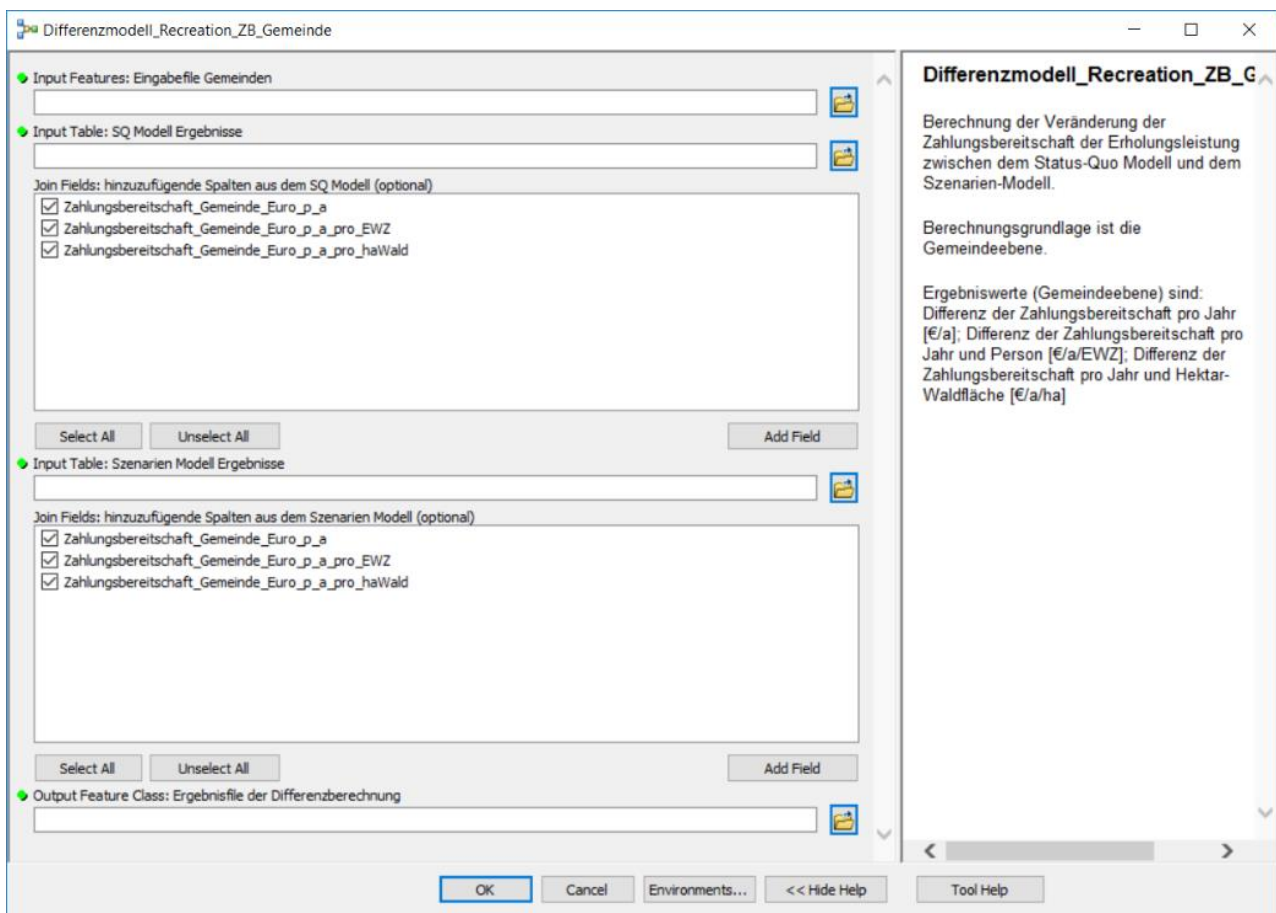 Differenzmodell_Recreation_ZB_Gemeinde
Input Features: Eingabefile Gemeinden
Input Table: SQ Modell Ergebnisse
Join Fields: hinzuzufügende Spalten aus dem SQ Modell (optional)
Zahlungsbereitschaft_Gemeinde_Euro_p_a
Zahlungsbereitschaft_Gemeinde_Euro_p_a_pro_EWZ
Zahlungsbereitschaft_Gemeinde_Euro_p_a_pro_haWald
Select All Unselect All Add Field
Input Table: Szenarien Modell Ergebnisse
Join Fields: hinzuzufügende Spalten aus dem Szenarien Modell (optional)
Zahlungsbereitschaft_Gemeinde_Euro_p_a
Zahlungsbereitschaft_Gemeinde_Euro_p_a_pro_EWZ
Zahlungsbereitschaft_Gemeinde_Euro_p_a_pro_haWald
Select All Unselect All Add Field
Output Feature Class: Ergebnisfile der Differenzberechnung
Differenzmodell_Recreation_ZB_G
Berechnung der Veränderung der
Zahlungsbereitschaft der Erholungsleistung
zwischen dem Status-Quo Modell und dem
Szenarien-Modell.
Berechnungsgrundlage ist die
Gemeindeebene.
Ergebniswerte (Gemeindeebene) sind:
Differenz der Zahlungsbereitschaft pro Jahr
[€/a]; Differenz der Zahlungsbereitschaft pro
Jahr und Person [€/a/EWZ]; Differenz der
Zahlungsbereitschaft pro Jahr und Hektar-
Waldfläche [€/a/ha]
OK Cancel Environments... << Hide Help Tool Help